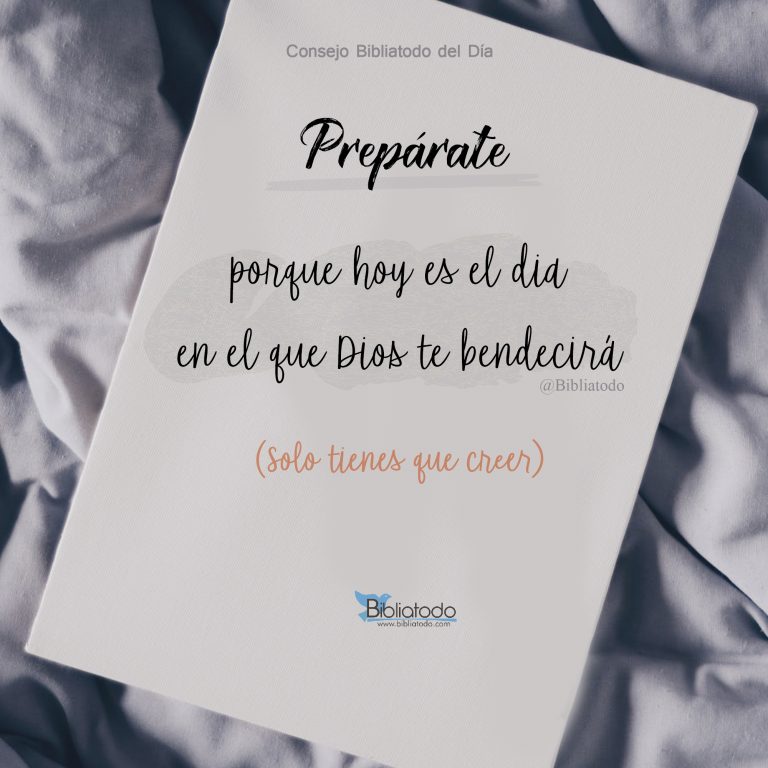 Consejo Bibliatodo del Día
Prepárate
porque hoy es el dia
en el que Dios te bendecirá
@Bibliatodo
(Solo tienes que creer)
Bibliatodo
www.bibliatodo.com